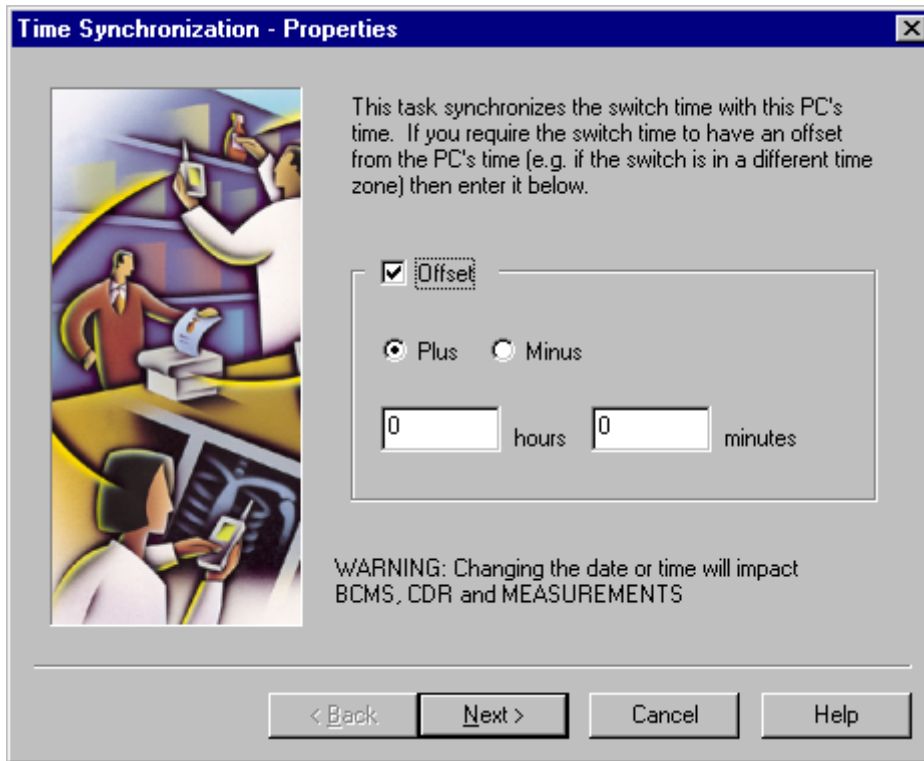 Time Synchronization - Properties
This task synchronizes the switch time with this PC's
time. If you require the switch time to have an offset
from the PC's time (e.g. if the switch is in a different time
zone) then enter it below.
Offset
Plus Minus
0 hours 0 minutes
WARNING: Changing the date or time will impact
BCMS, CDR and MEASUREMENTS
< Back Next > Cancel Help